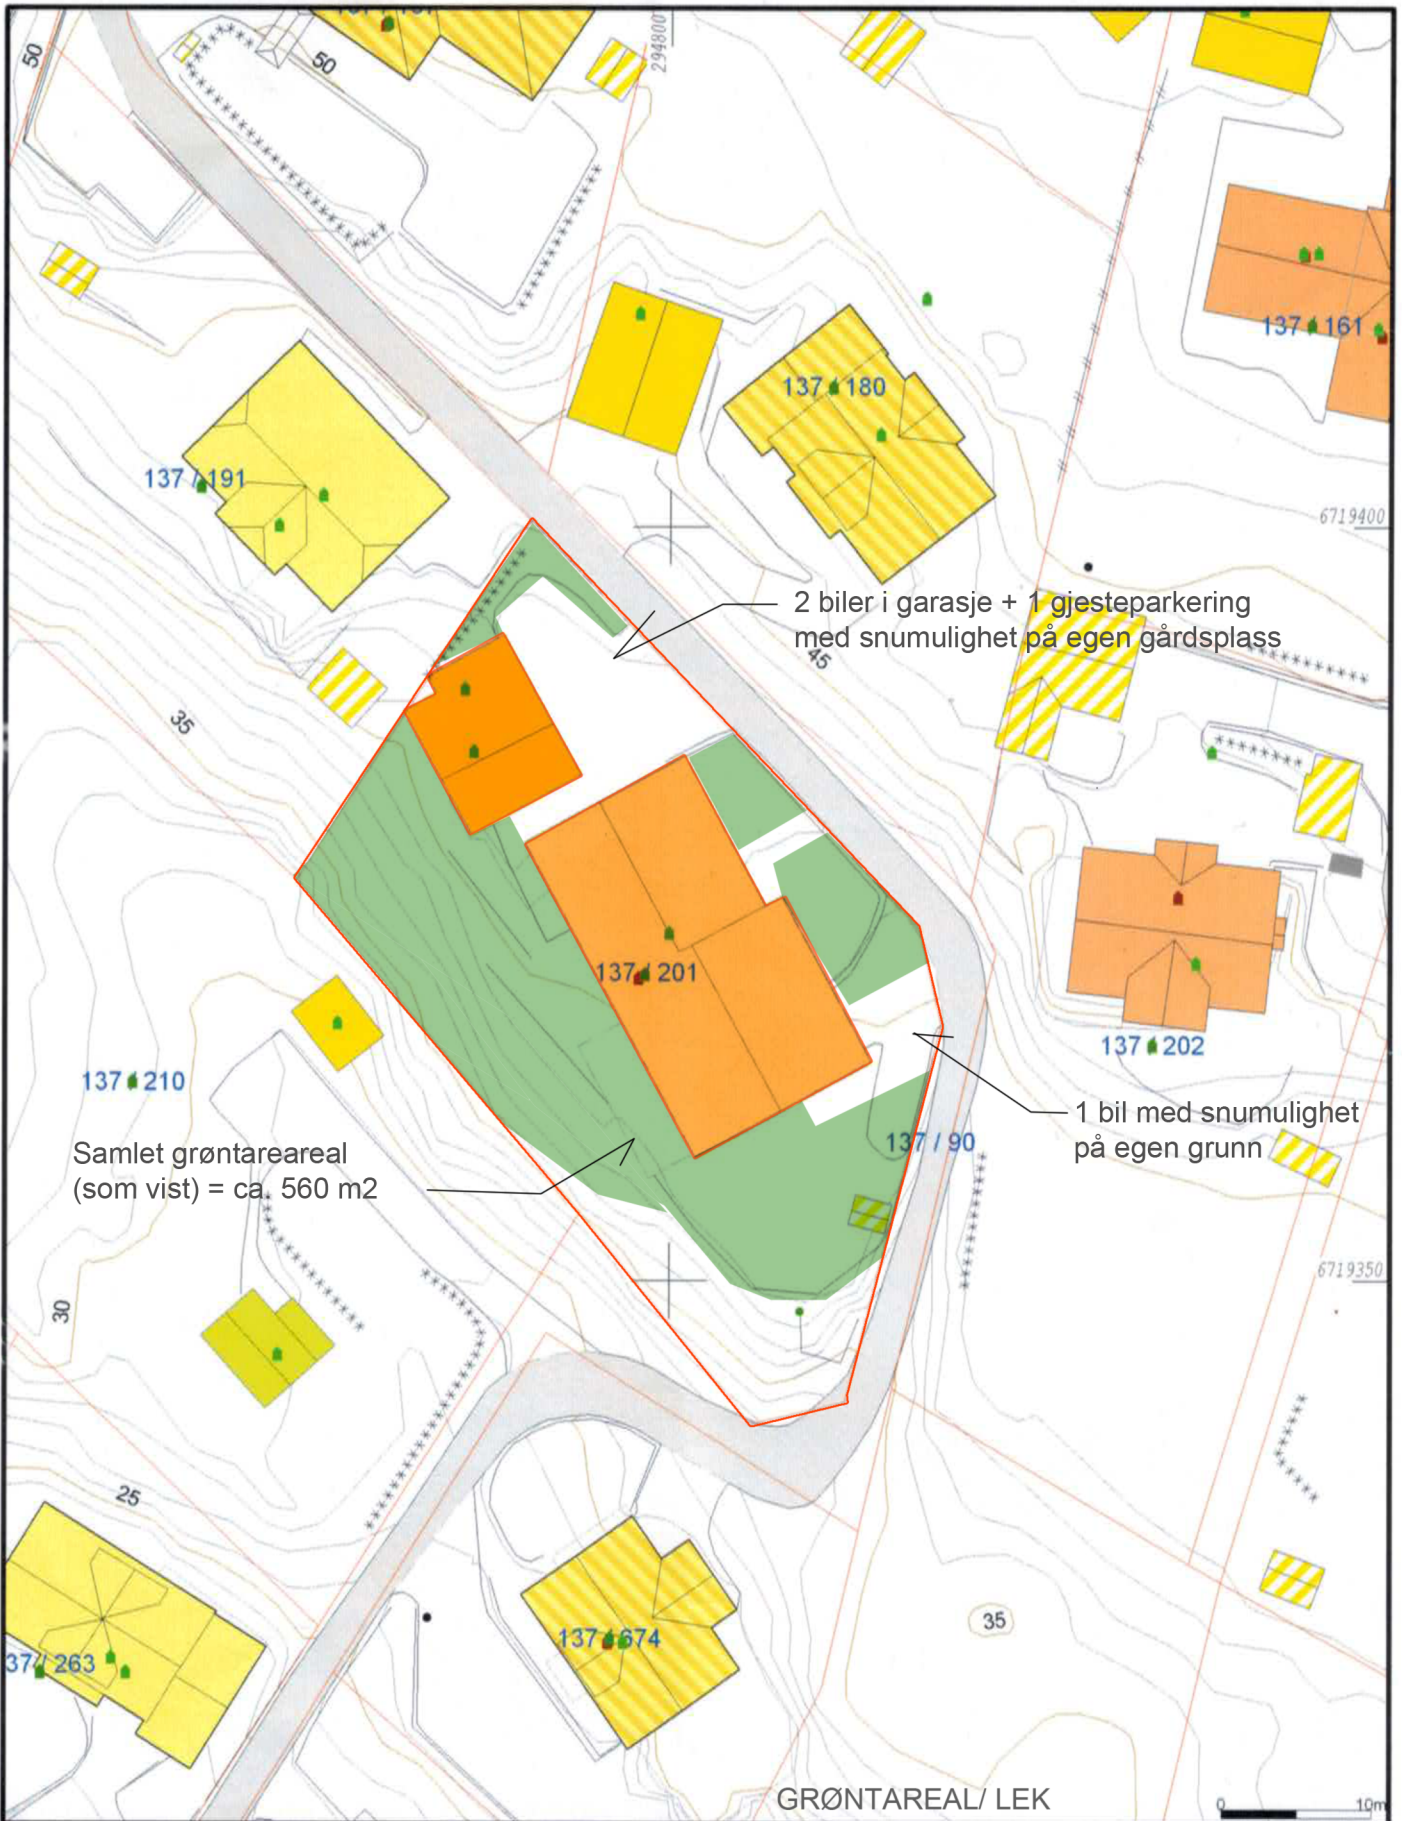 50
50
294800
137 / 161
137 / 180
137 / 191
6719400
2 biler i garasje + 1 gjesteparkering
med snumulighet på egen gårdsplass
45
35
137 / 201
137 / 202
137 / 210
1 bil med snumulighet
på egen grunn
137 / 90
Samlet grøntareareal
(som vist) = ca. 560 m2
6719350
30
25
35
137 / 674
37 / 263
GRØNTAREAL/ LEK
0 10m